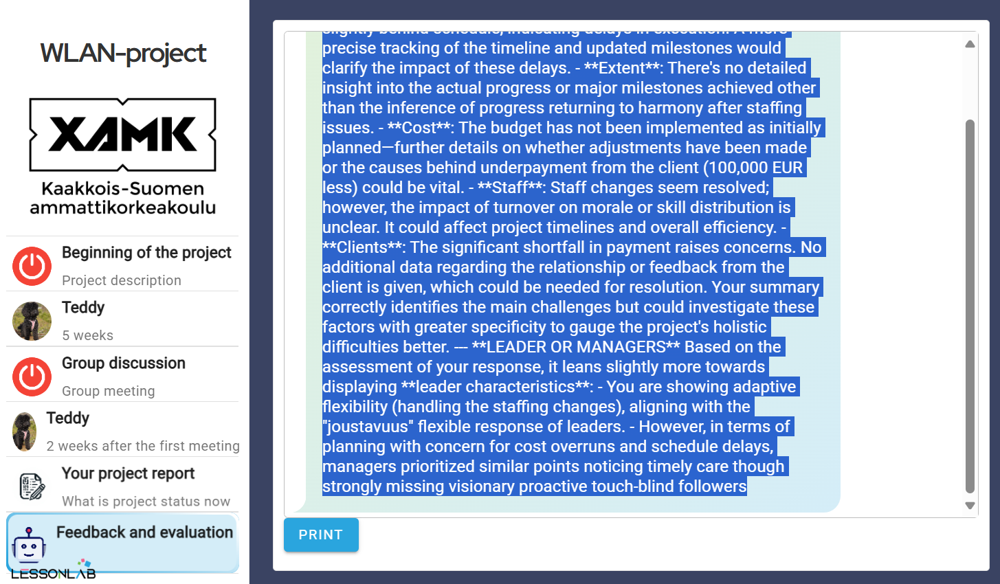 WLAN-project
XAMK
Kaakkois-Suomen
ammattikorkeakoulu
Beginning of the project
Project description
Teddy
5 weeks
Group discussion
Group meeting
Teddy
2 weeks after the first meeting
Your project report
What is project status now
Feedback and evaluation
LESSONLAB
slightly behind schedule, indicating delays in execution. A more
precise tracking of the timeline and updated milestones would
clarify the impact of these delays. - **Extent**: There's no detailed
insight into the actual progress or major milestones achieved other
than the inference of progress returning to harmony after staffing
issues. - **Cost**: The budget has not been implemented as initially
planned—further details on whether adjustments have been made
or the causes behind underpayment from the client (100,000 EUR
less) could be vital. - **Staff**: Staff changes seem resolved;
however, the impact of turnover on morale or skill distribution is
unclear. It could affect project timelines and overall efficiency. -
**Clients**: The significant shortfall in payment raises concerns. No
additional data regarding the relationship or feedback from the
client is given, which could be needed for resolution. Your summary
correctly identifies the main challenges but could investigate these
factors with greater specificity to gauge the project's holistic
difficulties better. --- **LEADER OR MANAGERS** Based on the
assessment of your response, it leans slightly more towards
displaying **leader characteristics**: - You are showing adaptive
flexibility (handling the staffing changes), aligning with the
"joustavuus" flexible response of leaders. - However, in terms of
planning with concern for cost overruns and schedule delays,
managers prioritized similar points noticing timely care though
strongly missing visionary proactive touch-blind followers
PRINT